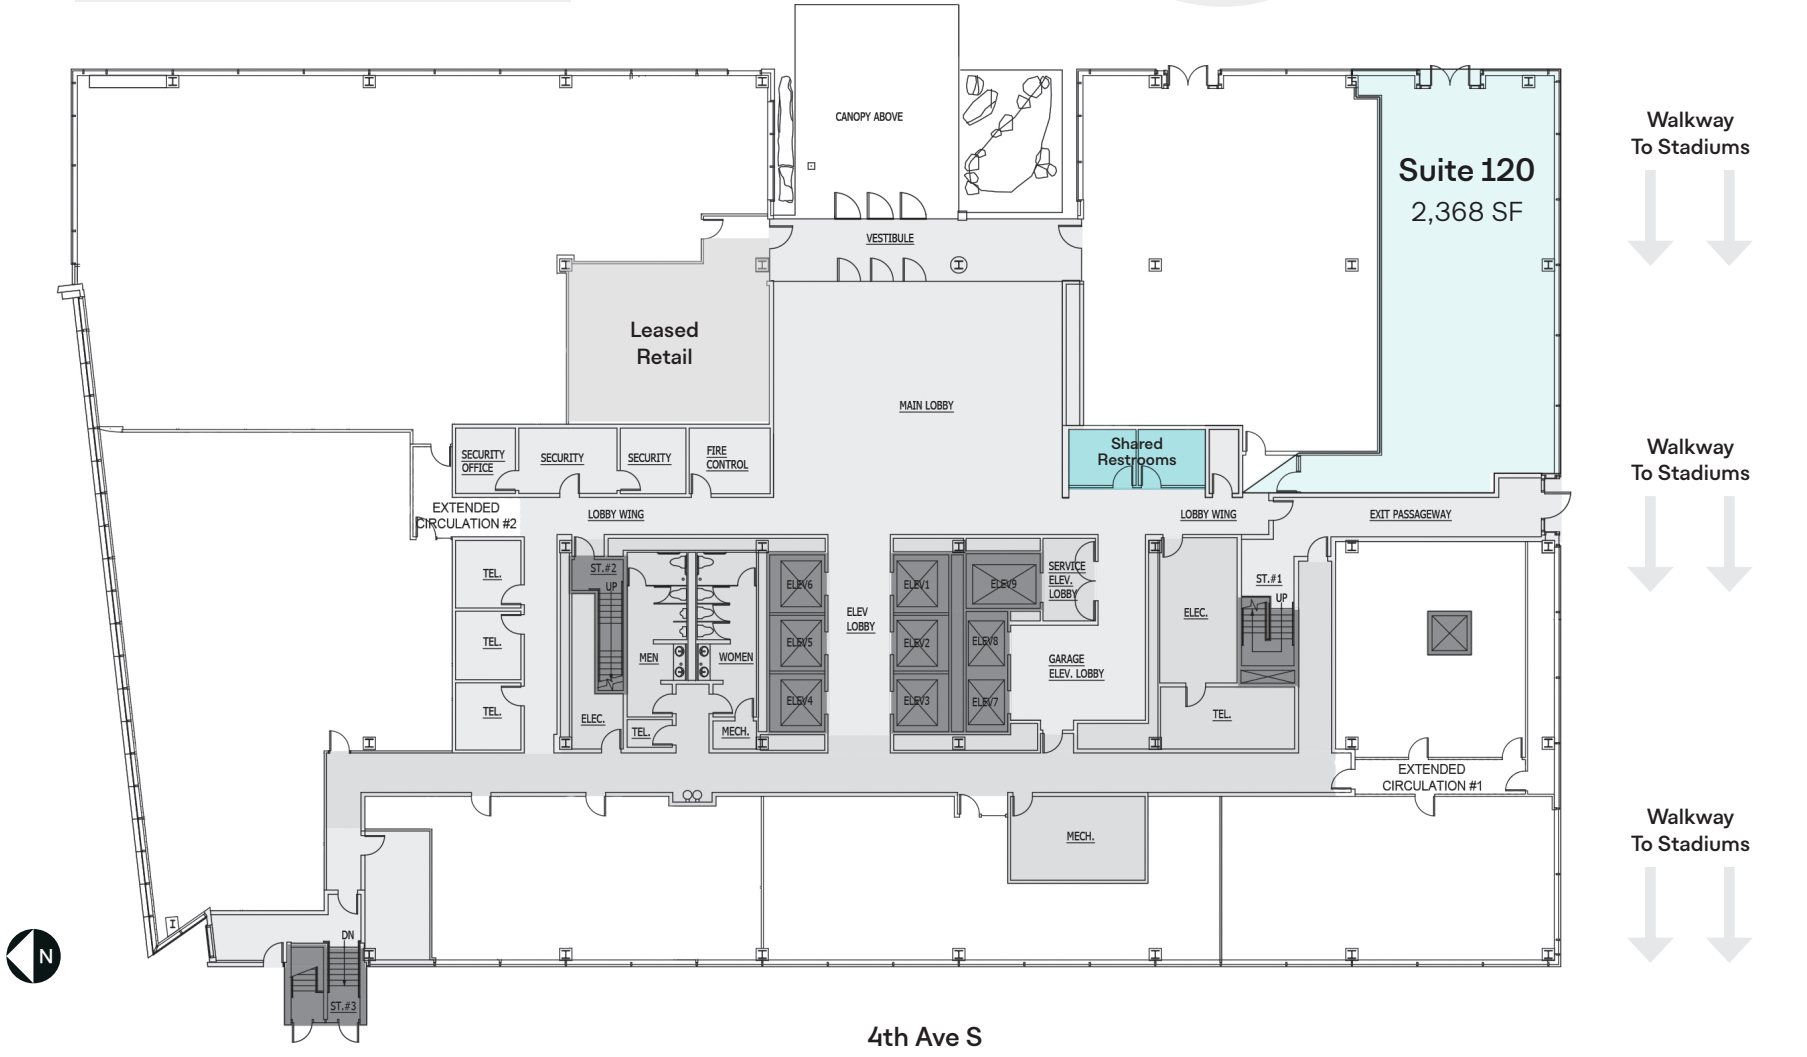 CANOPY ABOVE
Walkway
To Stadiums
Suite 120
2,368 SF
VESTIBULE
Leased
Retail
MAIN LOBBY
Shared
Restrooms
SECURITY
OFFICE
SECURITY
SECURITY
FIRE
CONTROL
Walkway
To Stadiums
EXTENDED
CIRCULATION #2
LOBBY WING
LOBBY WING
EXIT PASSAGEWAY
TEL.
ST.#2
UP
ELEV6
ELEV
LOBBY
ELEV1
ELEV9
SERVICE
ELEV.
LOBBY
ELEC.
ST.#1
UP
TEL.
MEN
WOMEN
ELEV5
ELEV2
ELEV8
GARAGE
ELEV. LOBBY
TEL.
ELEC.
TEL.
MECH.
ELEV4
ELEV3
ELEV7
TEL.
EXTENDED
CIRCULATION #1
MECH.
Walkway
To Stadiums
N
DN
ST.#3
4th Ave S